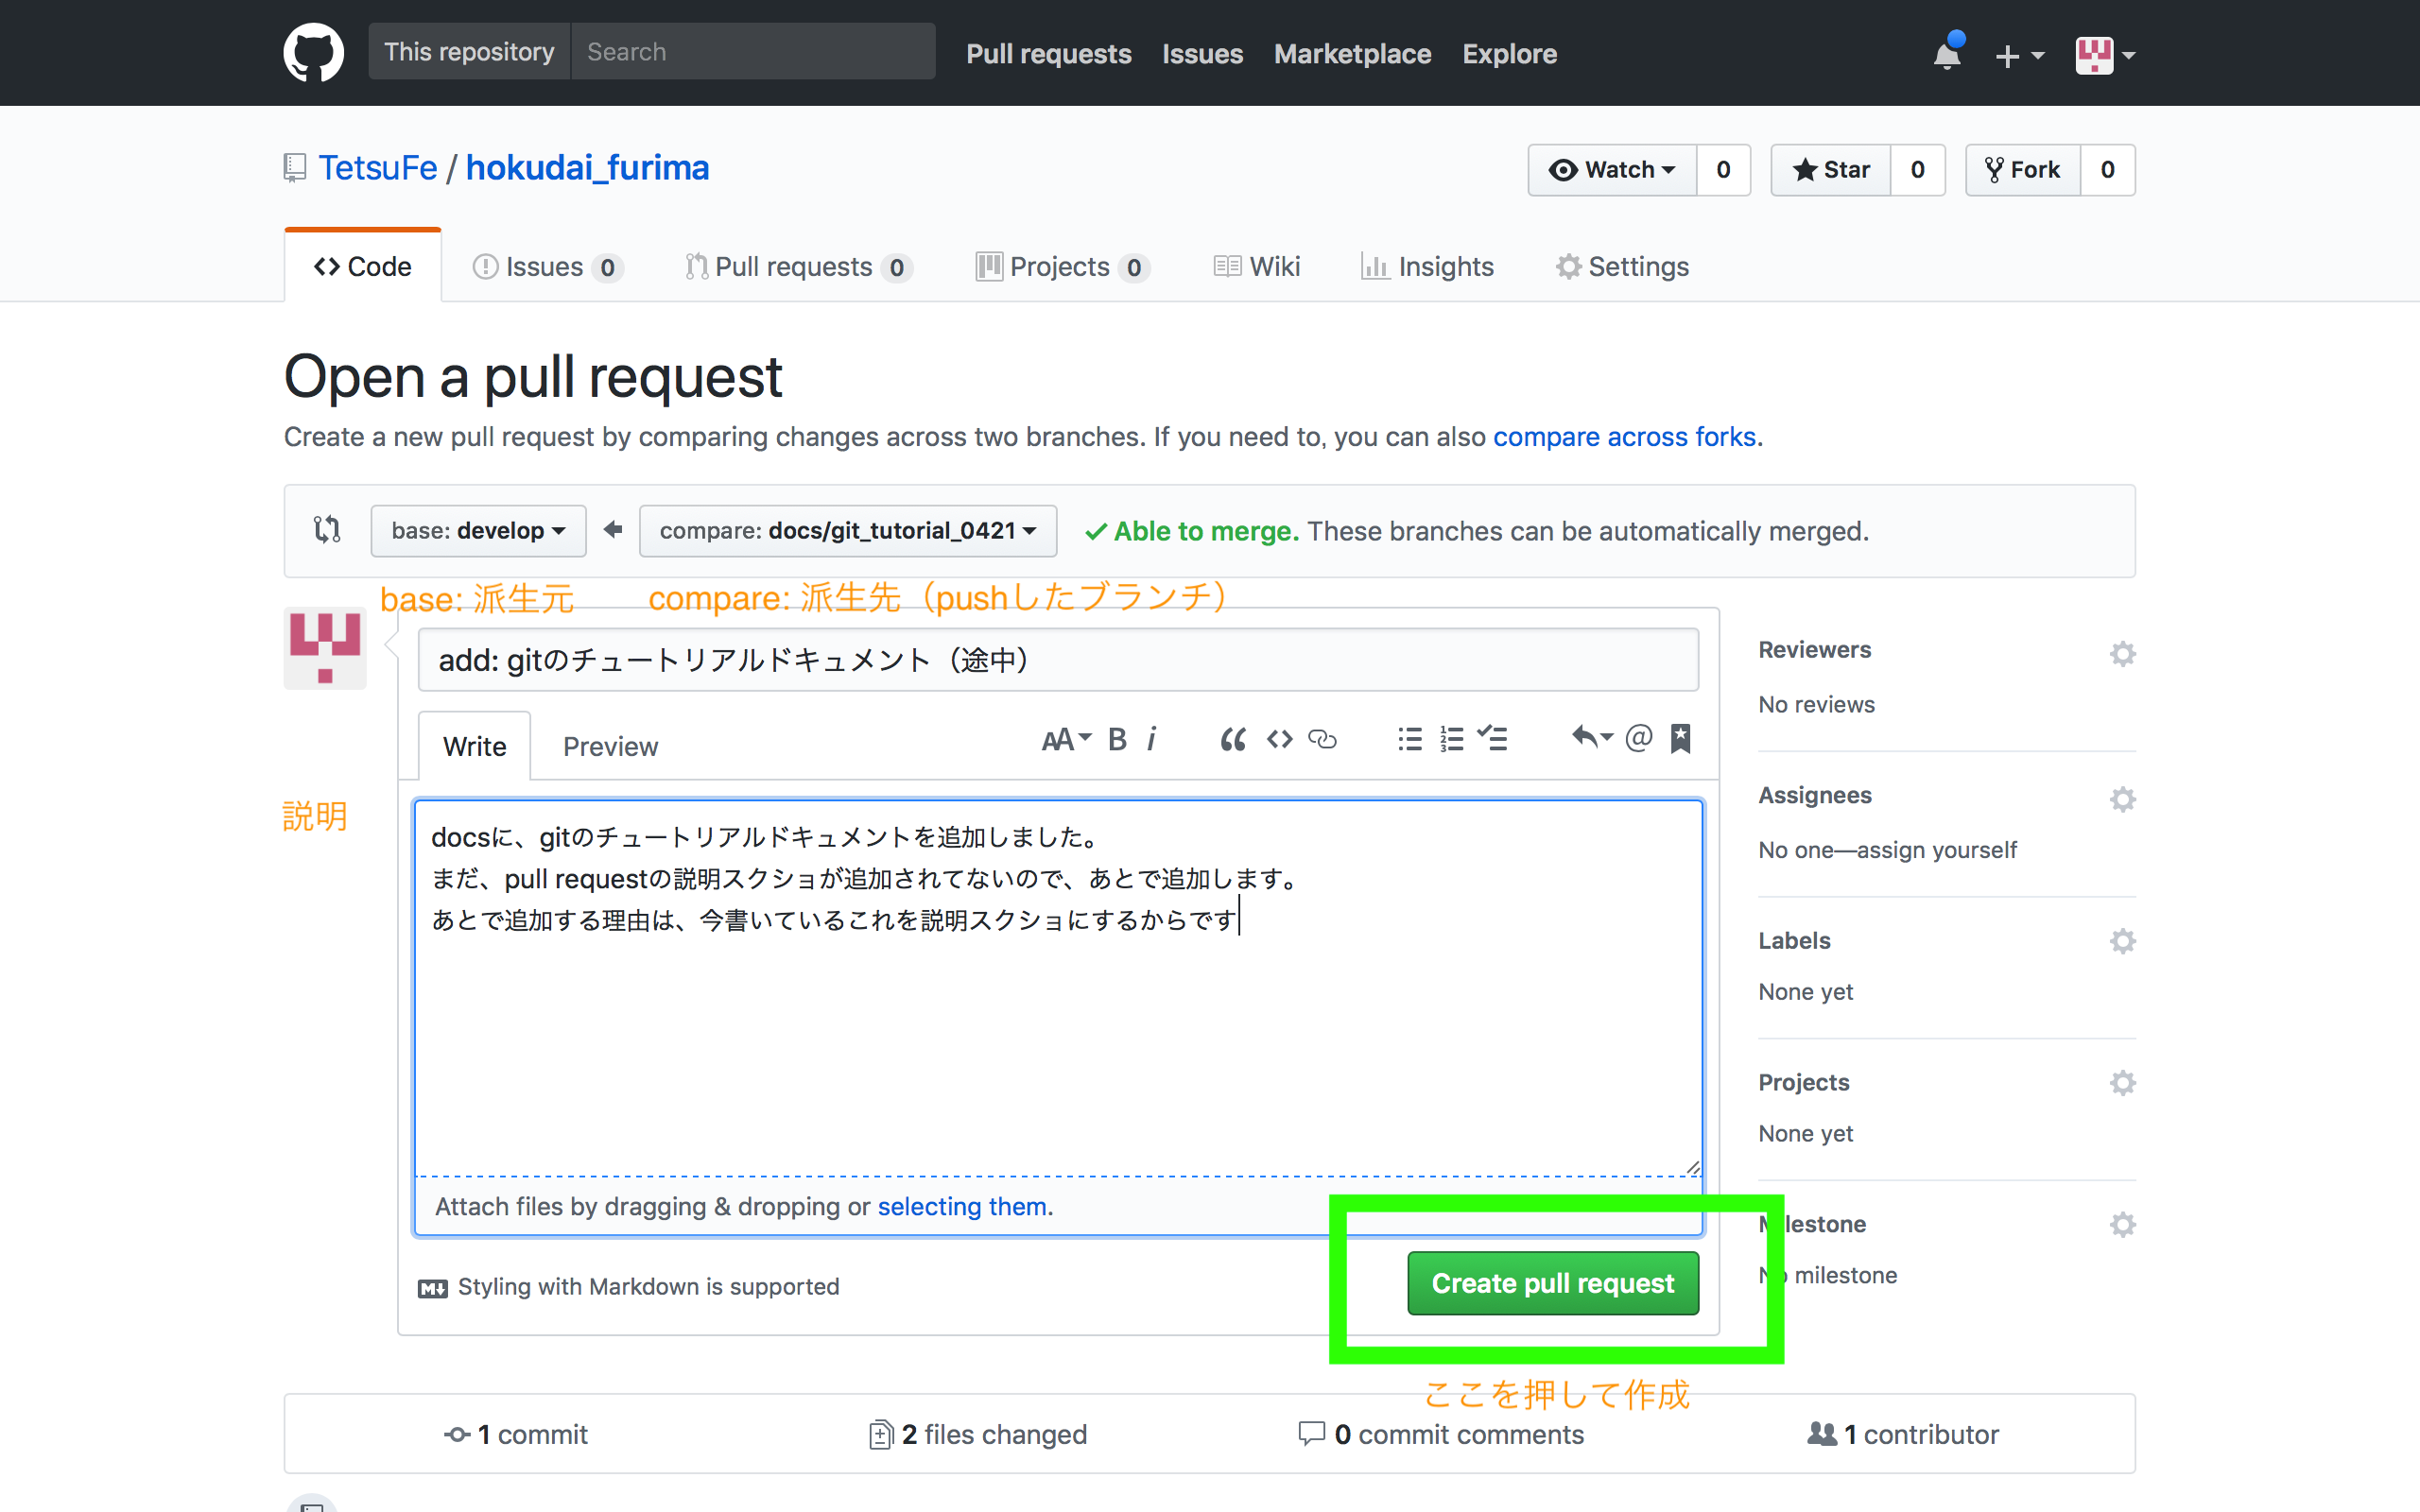 This repository Search Pull requests Issues Marketplace Explore
TetsuFe / hokudai_furima
Watch 0 Star 0 Fork 0
Code Issues 0 Pull requests 0 Projects 0 Wiki Insights Settings
Open a pull request
Create a new pull request by comparing changes across two branches. If you need to, you can also compare across forks.
base: develop compare: docs/git_tutorial_0421 Able to merge. These branches can be automatically merged.
base: 派生元 compare: 派生先（pushしたブランチ）
add: gitのチュートリアルドキュメント（途中）
Write Preview AA B i
説明
docsに、gitのチュートリアルドキュメントを追加しました。
まだ、pull requestの説明スクショが追加されてないので、あとで追加します。
あとで追加する理由は、今書いているこれを説明スクショにするからです
Attach files by dragging & dropping or selecting them.
Styling with Markdown is supported
Create pull request
ここを押して作成
Reviewers
No reviews
Assignees
No one—assign yourself
Labels
None yet
Projects
None yet
Milestone
No milestone
1 commit 2 files changed 0 commit comments 1 contributor